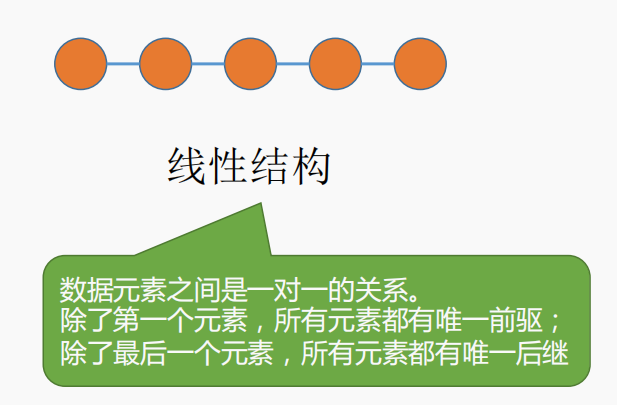 线性结构
数据元素之间是一对一的关系。
除了第一个元素，所有元素都有唯一前驱；
除了最后一个元素，所有元素都有唯一后继